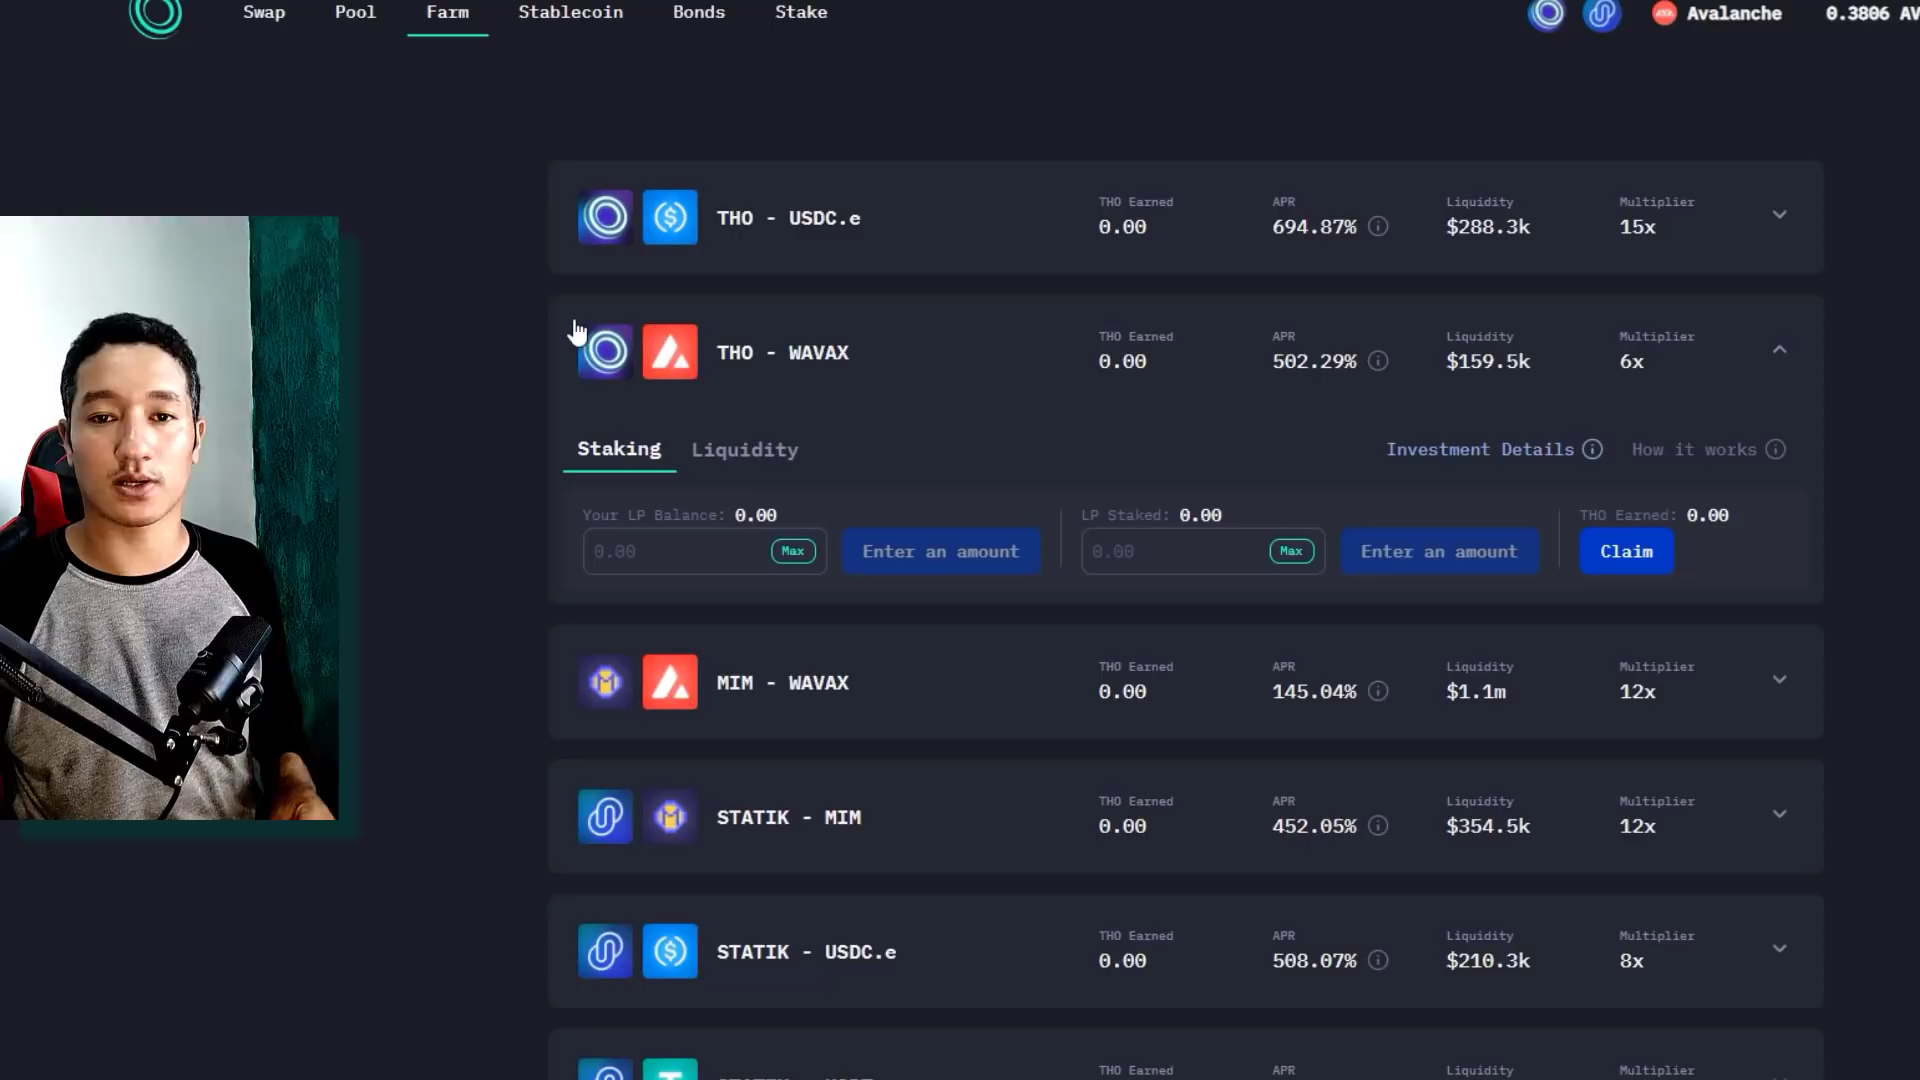 Swap Pool Farm Stablecoin Bonds Stake Avalanche 0.3806 AV
THO - USDC.e
THO Earned
0.00
APR
694.87%
Liquidity
$288.3k
Multiplier
15x
THO - WAVAX
THO Earned
0.00
APR
502.29%
Liquidity
$159.5k
Multiplier
6x
Staking Liquidity Investment Details How it works
Your LP Balance: 0.00
0.00 Max Enter an amount
LP Staked: 0.00
0.00 Max Enter an amount
THO Earned: 0.00
Claim
MIM - WAVAX
THO Earned
0.00
APR
145.04%
Liquidity
$1.1m
Multiplier
12x
STATIK - MIM
THO Earned
0.00
APR
452.05%
Liquidity
$354.5k
Multiplier
12x
STATIK - USDC.e
THO Earned
0.00
APR
508.07%
Liquidity
$210.3k
Multiplier
8x
THO Earned
APR
Liquidity
Multiplier